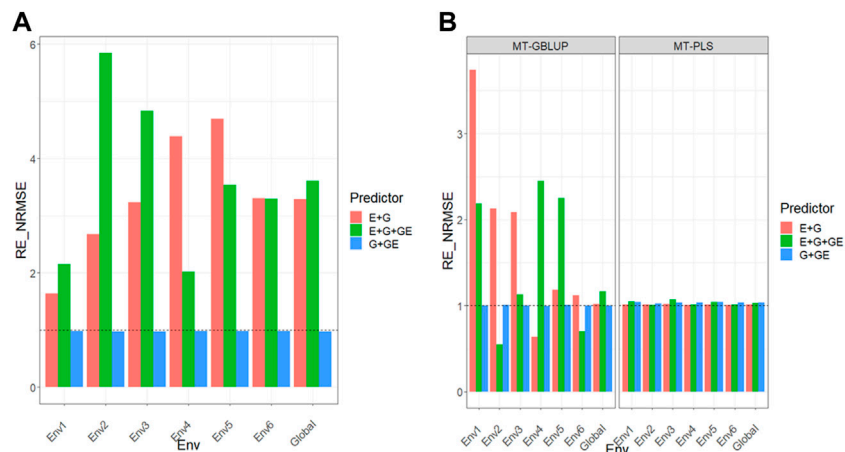 A
RE_NRMSE
6
4
2
0
Env1
Env2
Env3
Env4
Env5
Env6
Global
Env
Predictor
E+G
E+G+GE
G+GE
B
MT-GBLUP
MT-PLS
RE_NRMSE
3
2
1
0
Env1
Env2
Env3
Env4
Env5
Env6
Global
Env1
Env2
Env3
Env4
Env5
Env6
Global
Env
Predictor
E+G
E+G+GE
G+GE